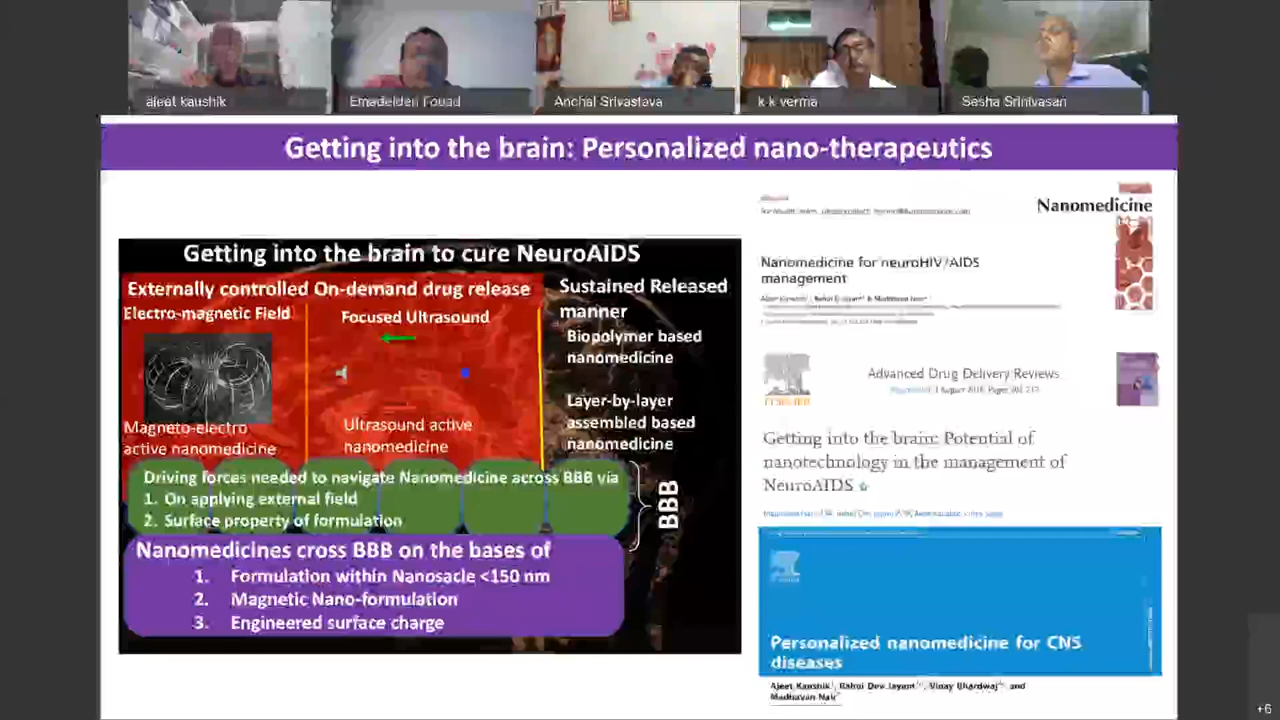 ajeet kaushik
Emadelden Fouad
Anchal Srivastava
k k verma
Sesha Srinivasan
Getting into the brain: Personalized nano-therapeutics
Getting into the brain to cure NeuroAIDS
Externally controlled On-demand drug release
Electro-magnetic Field
Focused Ultrasound
Magneto-electro
active nanomedicine
Ultrasound active
nanomedicine
Sustained Released
manner
Biopolymer based
nanomedicine
Layer-by-layer
assembled based
nanomedicine
Driving forces needed to navigate Nanomedicine across BBB via
1. On applying external field
2. Surface property of formulation
BBB
Nanomedicines cross BBB on the bases of
1. Formulation within Nanosacle <150 nm
2. Magnetic Nano-formulation
3. Engineered surface charge
Nanomedicine
Nanomedicine for neuroHIV/AIDS
management
ELSEVIER
Advanced Drug Delivery Reviews
Getting into the brain: Potential of
nanotechnology in the management of
NeuroAIDS
Personalized nanomedicine for CNS
diseases
Ajeet Kaushik, Rahul Dev Jayant, Vinay Bhardwaj and
Madhavan Nair
+6